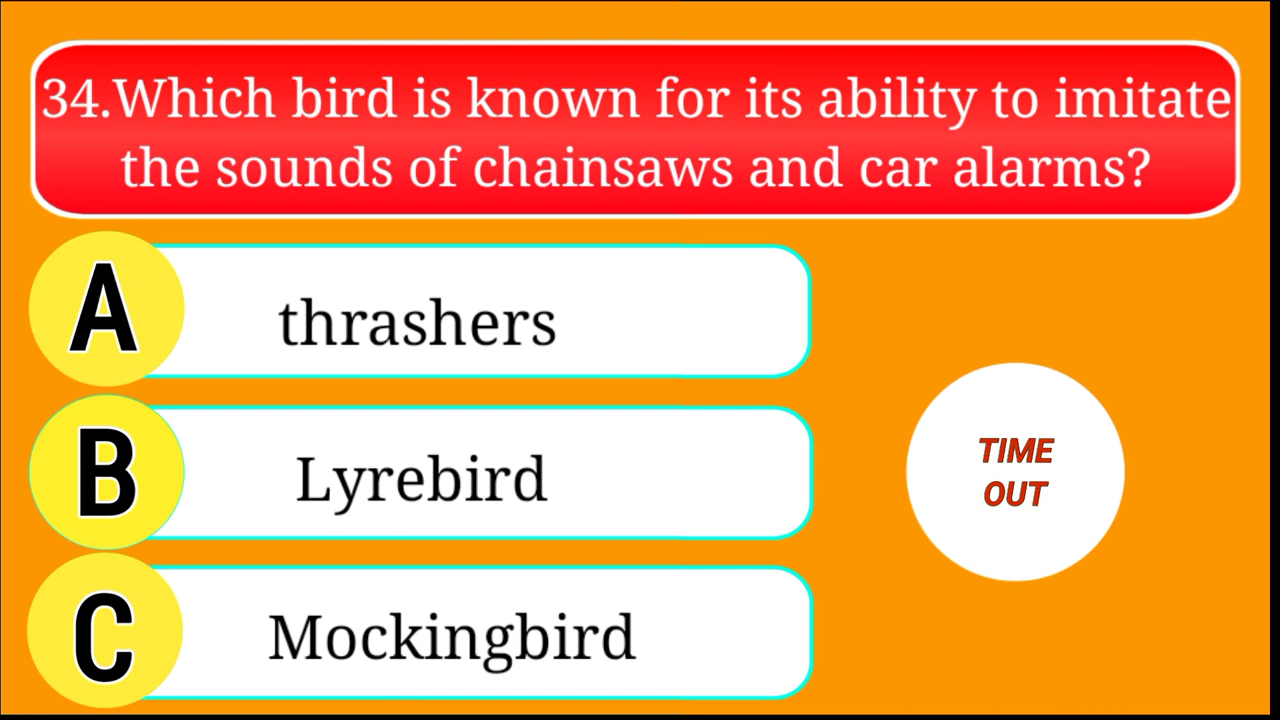 34.Which bird is known for its ability to imitate
the sounds of chainsaws and car alarms?
A
thrashers
B
Lyrebird
TIME
OUT
C
Mockingbird